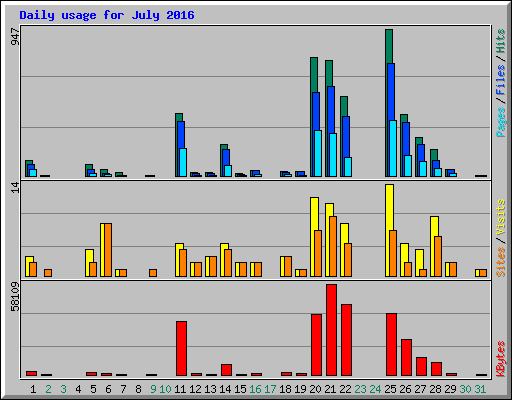 Daily usage for July 2016
947
Pages / Files / Hits
14
Sites / Visits
58109
KBytes
1 2 3 4 5 6 7 8 9 10 11 12 13 14 15 16 17 18 19 20 21 22 23 24 25 26 27 28 29 30 31